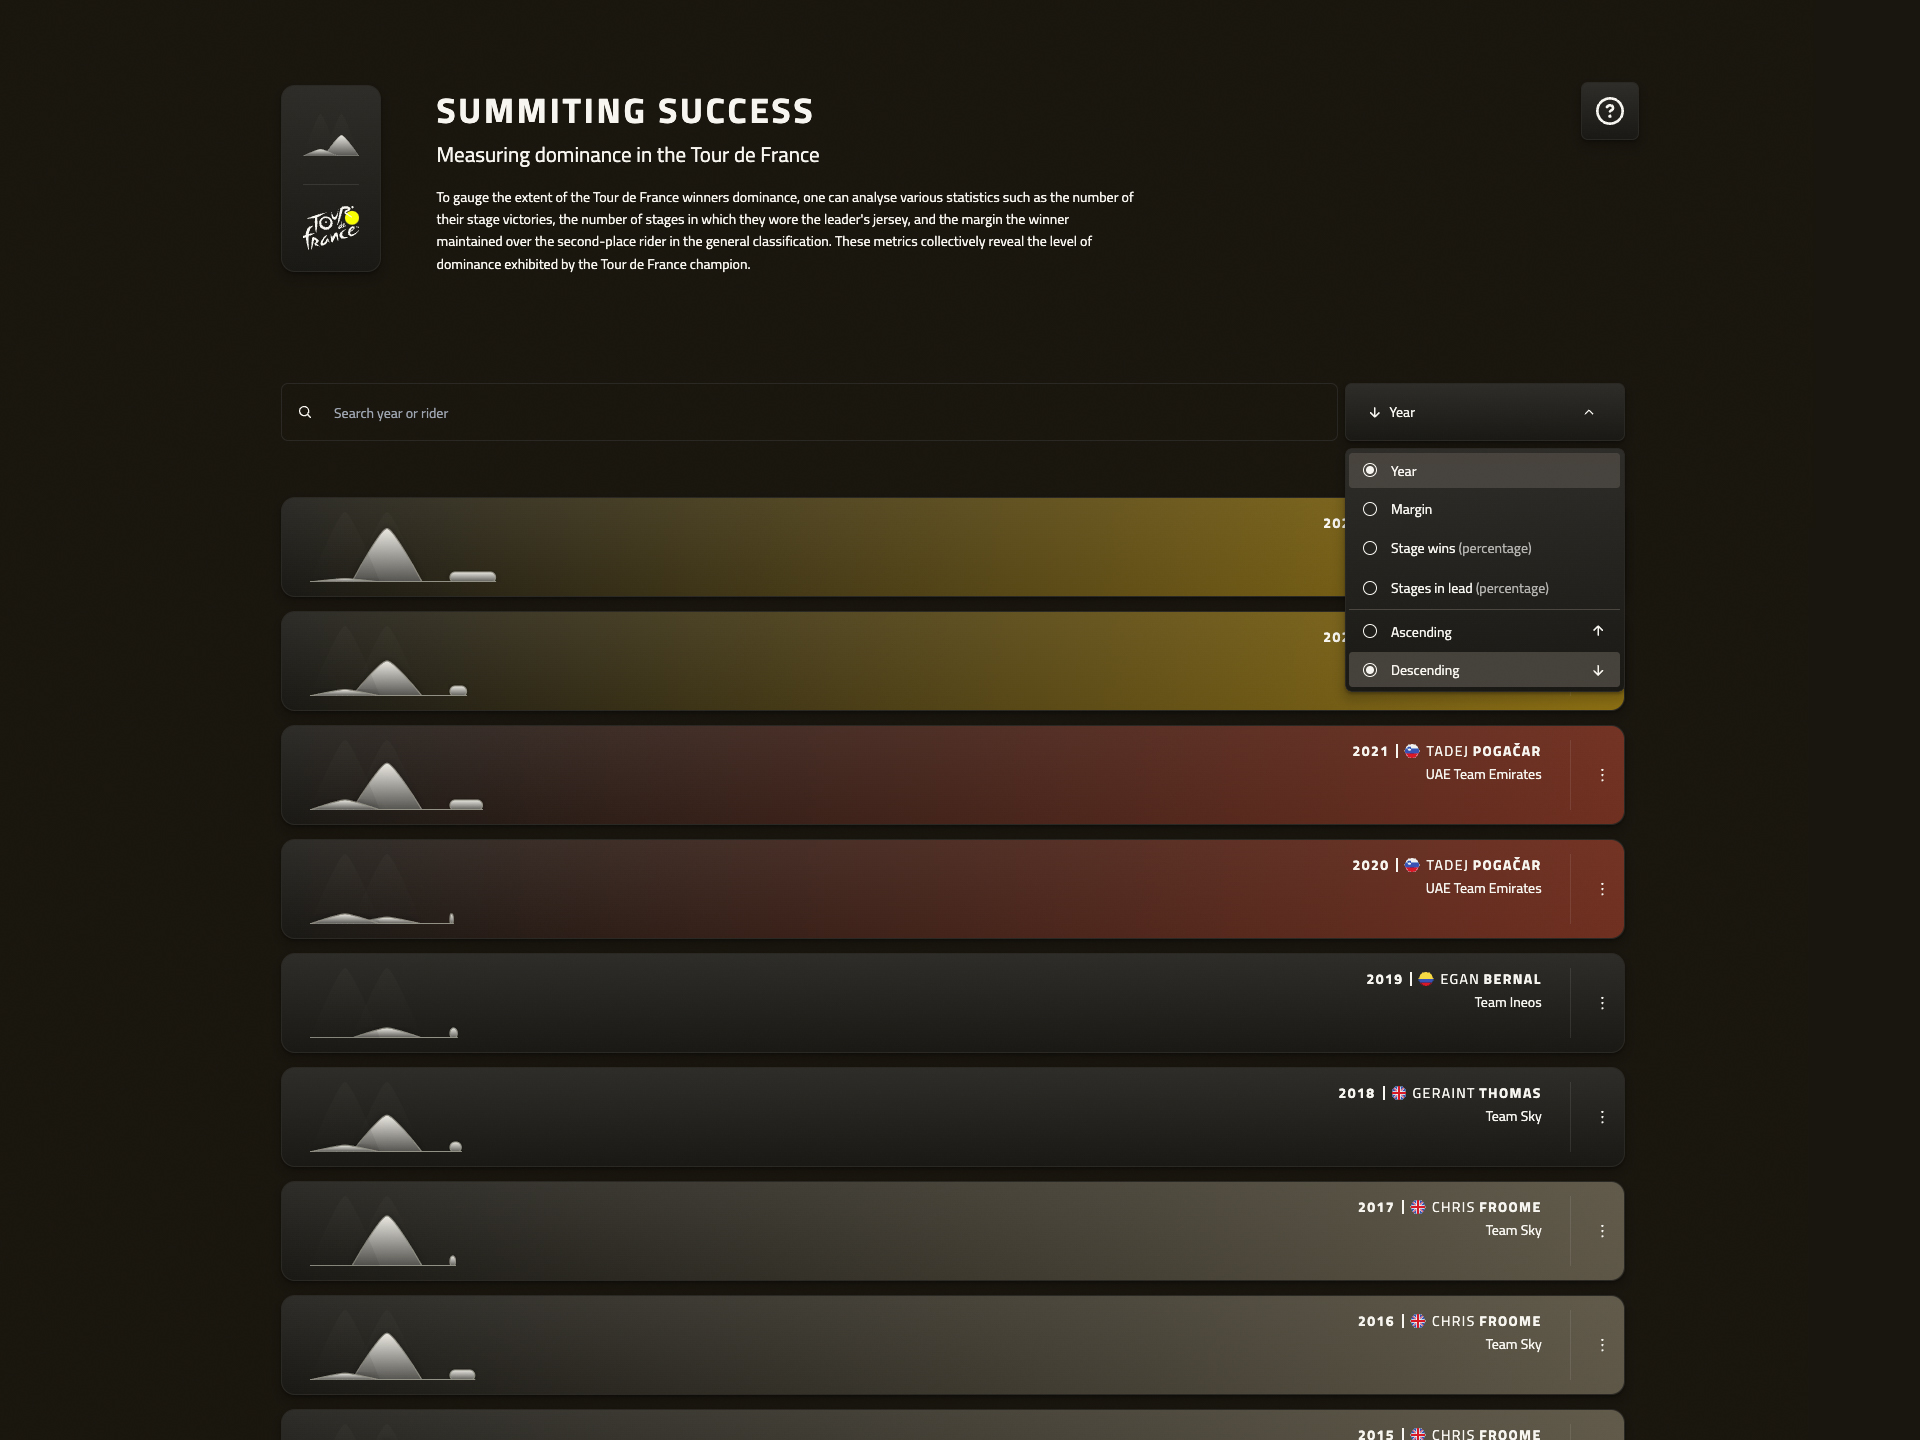 SUMMITING SUCCESS
Measuring dominance in the Tour de France
To gauge the extent of the Tour de France winners dominance, one can analyse various statistics such as the number of
their stage victories, the number of stages in which they wore the leader's jersey, and the margin the winner
maintained over the second-place rider in the general classification. These metrics collectively reveal the level of
dominance exhibited by the Tour de France champion.
TOUR
de
france
Search year or rider
Year
Year
Margin
Stage wins (percentage)
Stages in lead (percentage)
Ascending
Descending
2021 | TADEJ POGAČAR
UAE Team Emirates
2020 | TADEJ POGAČAR
UAE Team Emirates
2019 | EGAN BERNAL
Team Ineos
2018 | GERAINT THOMAS
Team Sky
2017 | CHRIS FROOME
Team Sky
2016 | CHRIS FROOME
Team Sky
2015 | CHRIS FROOME